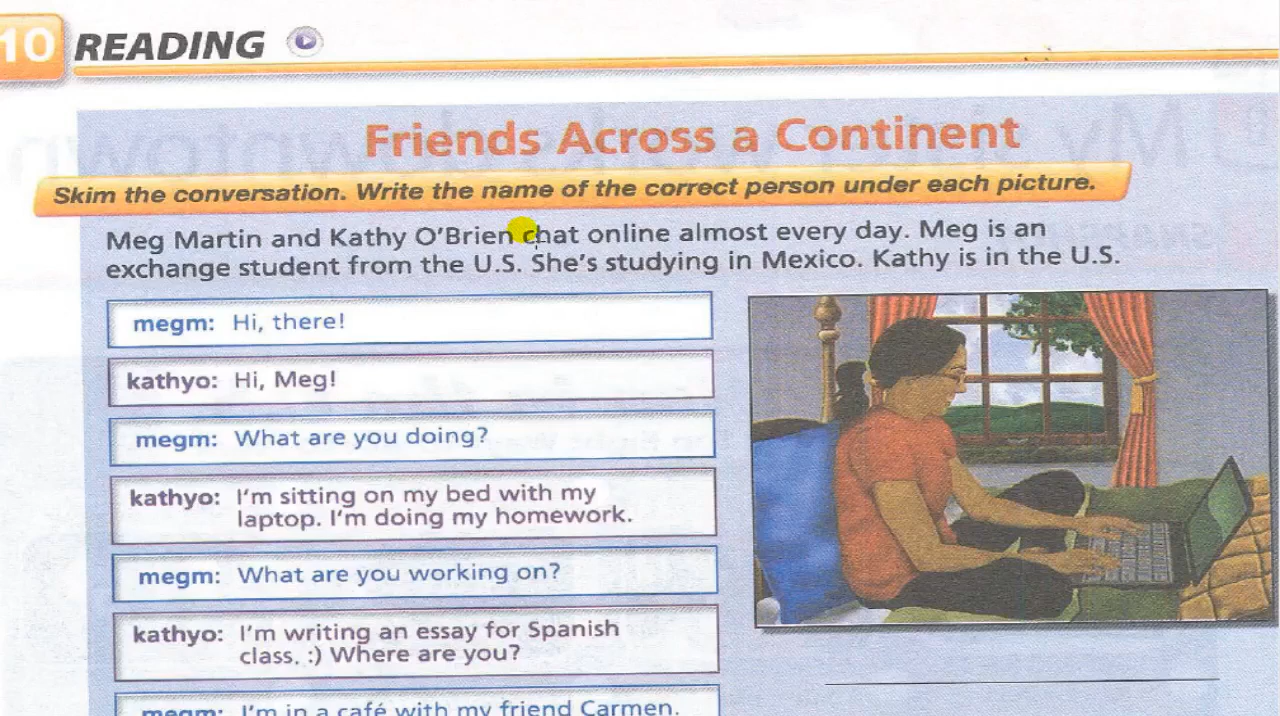 10 READING
Friends Across a Continent
Skim the conversation. Write the name of the correct person under each picture.
Meg Martin and Kathy O'Brien chat online almost every day. Meg is an
exchange student from the U.S. She's studying in Mexico. Kathy is in the U.S.
megm: Hi, there!
kathyo: Hi, Meg!
megm: What are you doing?
kathyo: I'm sitting on my bed with my
laptop. I'm doing my homework.
megm: What are you working on?
kathyo: I'm writing an essay for Spanish
class. :) Where are you?
megm: I'm in a café with my friend Carmen.